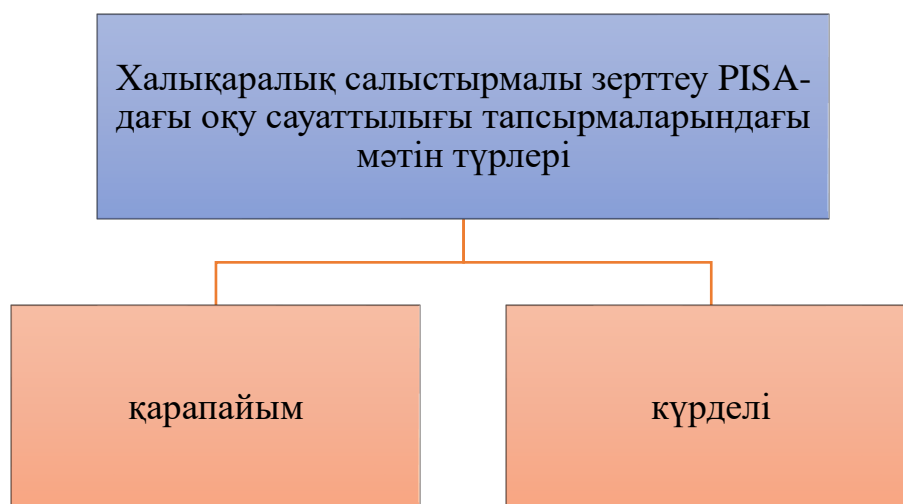 Халықаралық салыстырмалы зерттеу PISA-
дағы оқу сауаттылығы тапсырмаларындағы
мәтін түрлері
қарапайым
күрделі